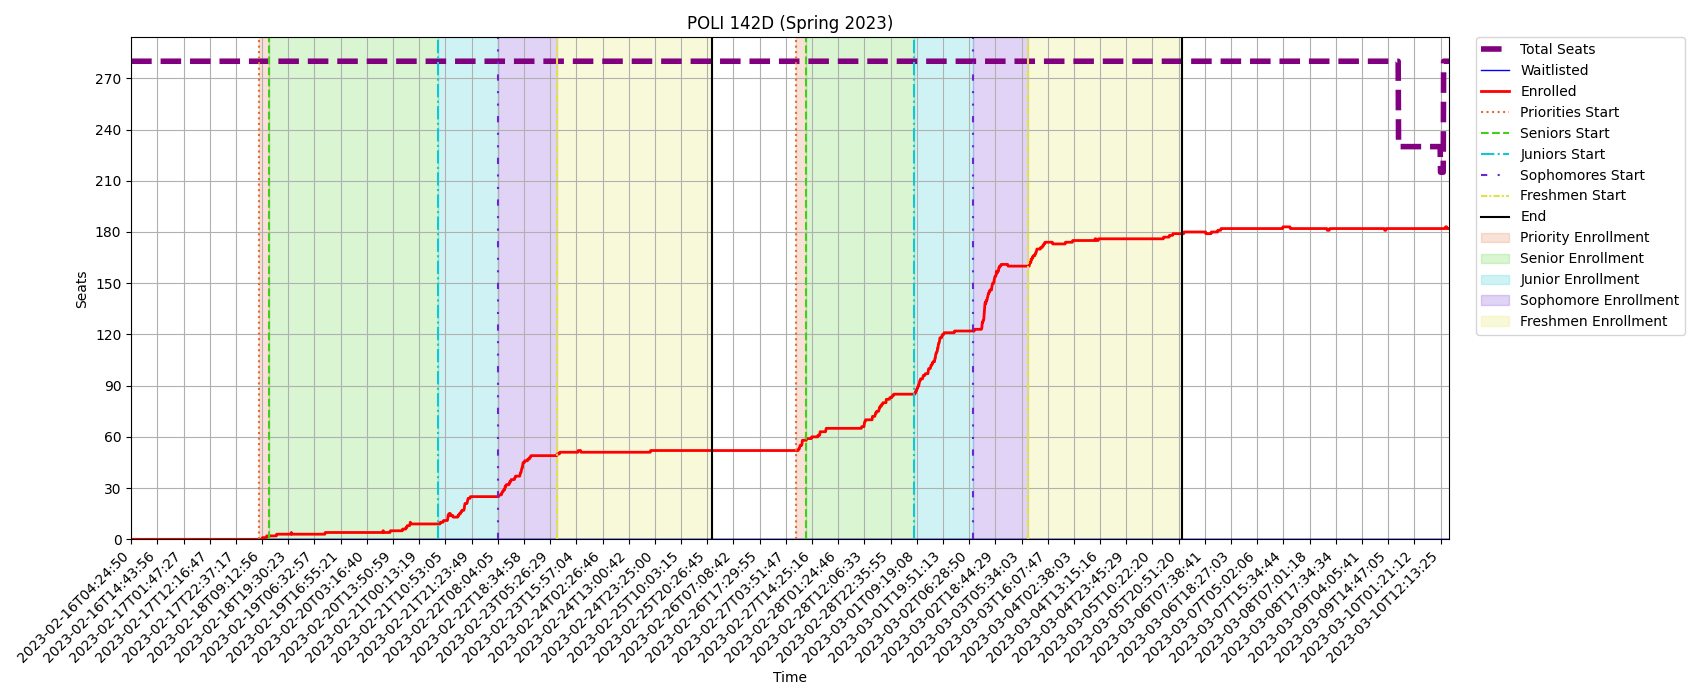 POLI 142D (Spring 2023)
Seats
270
240
210
180
150
120
90
60
30
0
2023-02-16T04:24:50
2023-02-16T14:43:56
2023-02-17T01:47:27
2023-02-17T12:16:47
2023-02-17T22:37:17
2023-02-18T09:12:56
2023-02-18T19:30:23
2023-02-19T06:32:57
2023-02-19T16:55:21
2023-02-20T03:16:40
2023-02-20T13:50:59
2023-02-21T00:13:19
2023-02-21T10:53:05
2023-02-21T21:23:49
2023-02-22T08:04:05
2023-02-22T18:34:58
2023-02-23T05:26:29
2023-02-23T15:57:04
2023-02-24T02:26:46
2023-02-24T13:00:42
2023-02-24T23:25:00
2023-02-25T10:03:15
2023-02-25T20:26:45
2023-02-26T07:08:42
2023-02-26T17:29:55
2023-02-27T03:51:47
2023-02-27T14:25:16
2023-02-28T01:24:46
2023-02-28T12:06:33
2023-02-28T22:35:55
2023-03-01T09:19:08
2023-03-01T19:51:13
2023-03-02T06:28:50
2023-03-02T18:44:29
2023-03-03T05:34:03
2023-03-03T16:07:47
2023-03-04T02:38:03
2023-03-04T13:15:16
2023-03-04T23:45:29
2023-03-05T10:22:20
2023-03-05T20:51:20
2023-03-06T07:38:41
2023-03-06T18:27:03
2023-03-07T05:02:06
2023-03-07T15:34:44
2023-03-08T07:01:18
2023-03-08T17:34:34
2023-03-09T04:05:41
2023-03-09T14:47:05
2023-03-10T01:21:12
2023-03-10T12:13:25
Time
Total Seats
Waitlisted
Enrolled
Priorities Start
Seniors Start
Juniors Start
Sophomores Start
Freshmen Start
End
Priority Enrollment
Senior Enrollment
Junior Enrollment
Sophomore Enrollment
Freshmen Enrollment